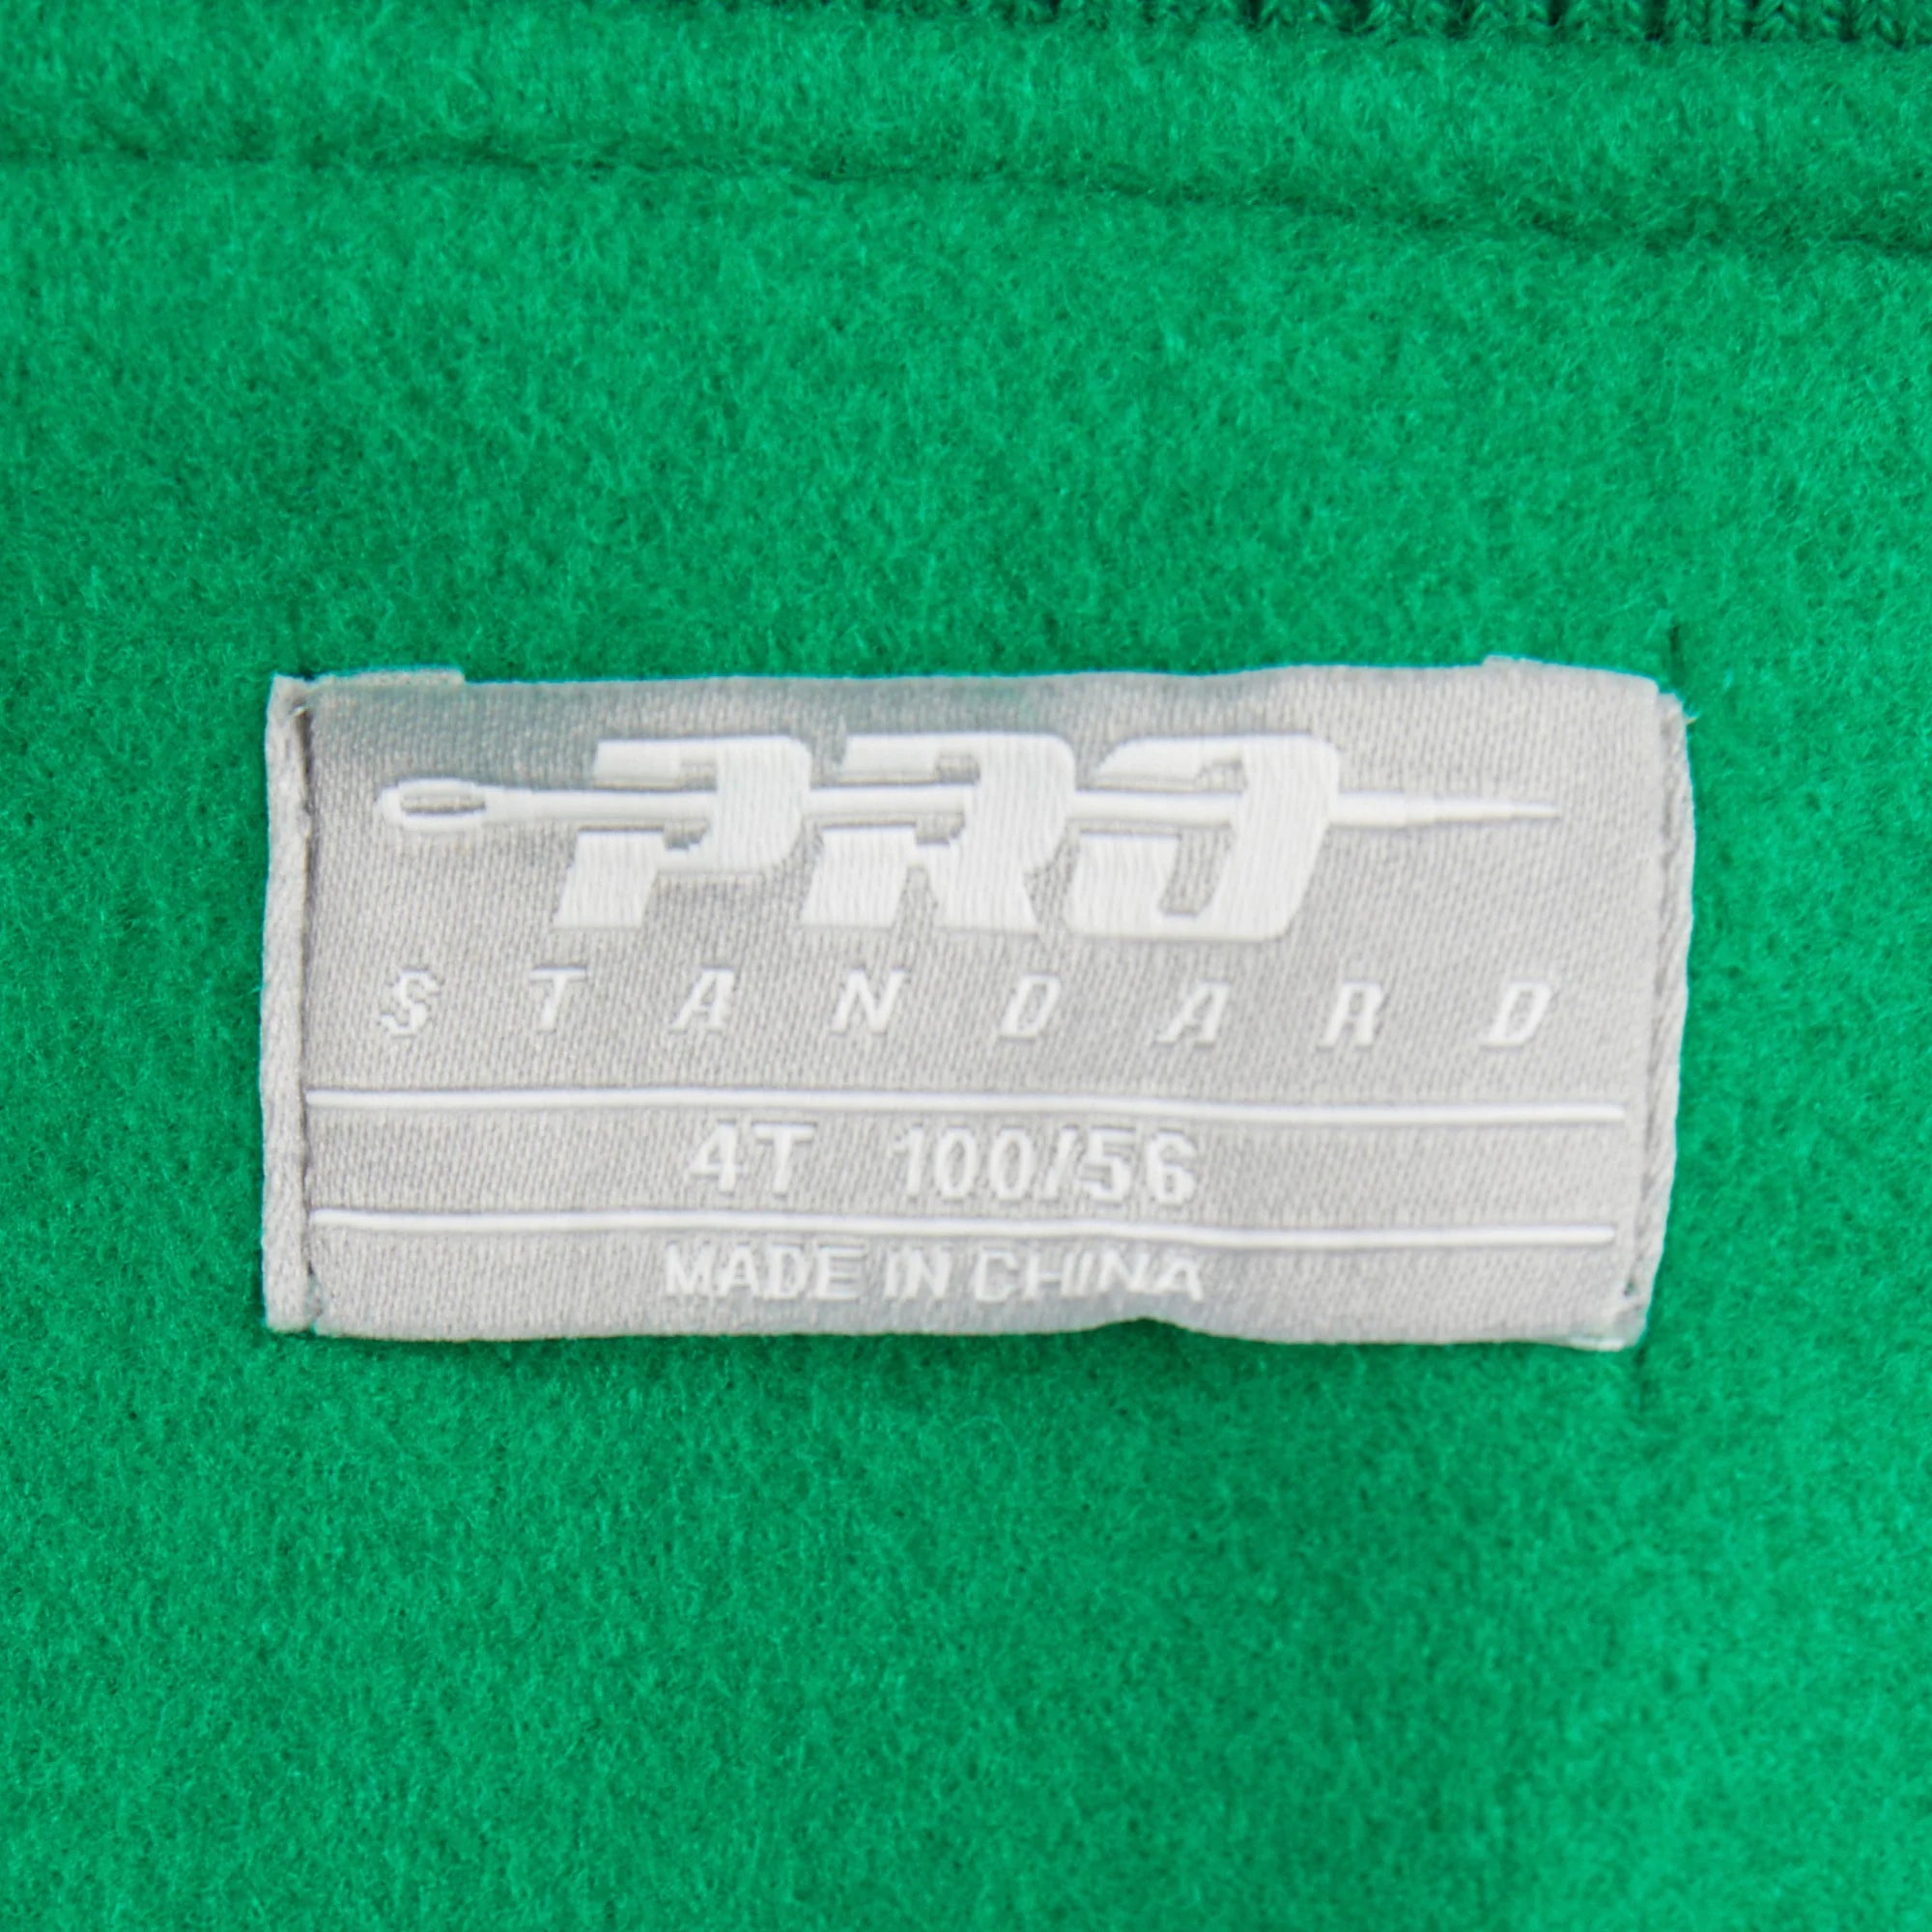 PRO
STANDARD
4T 100/56
MADE IN CHINA